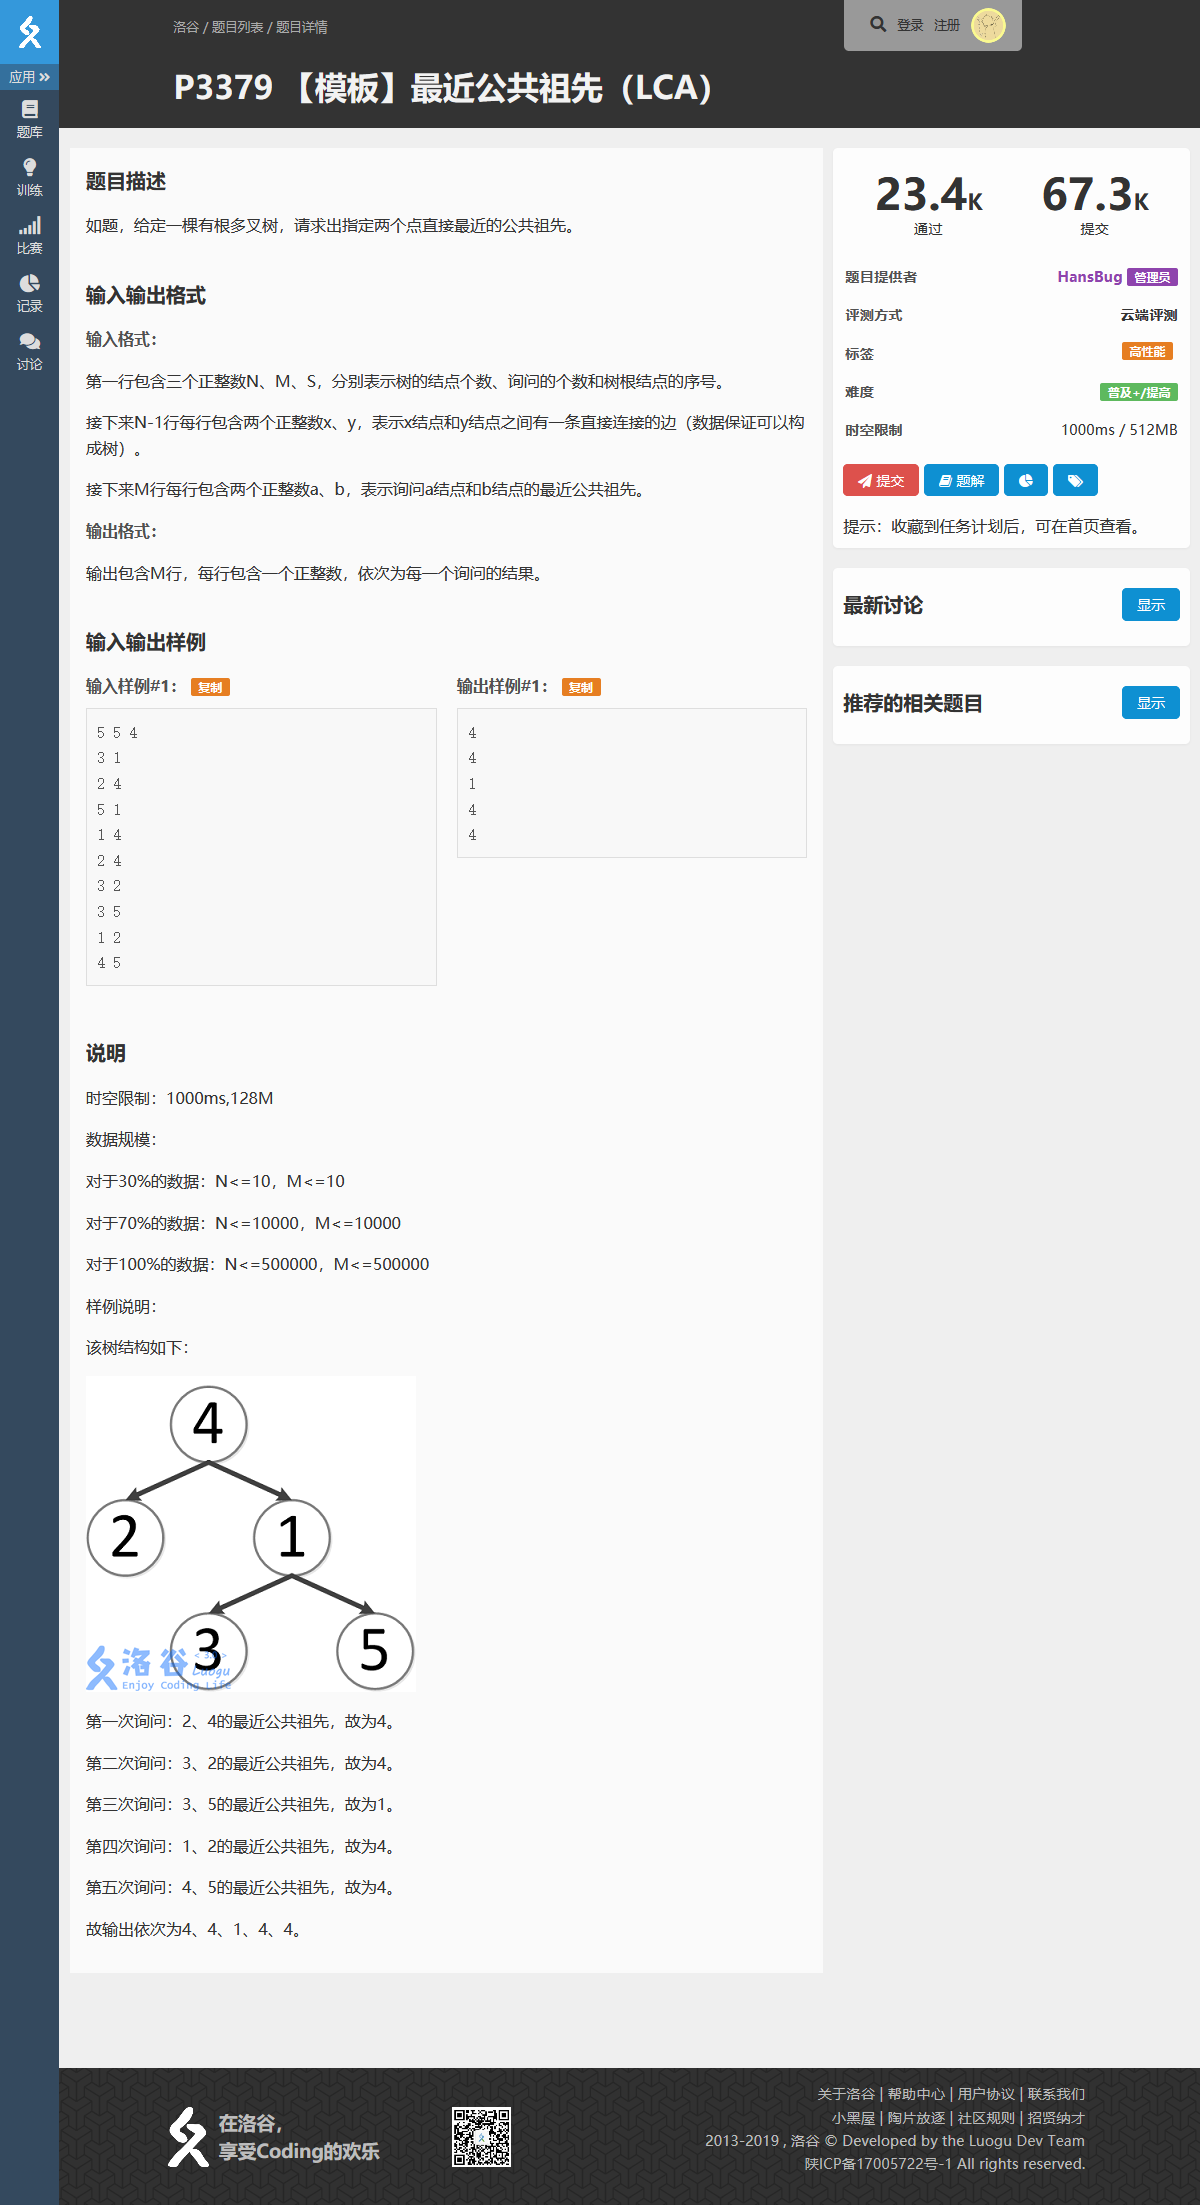 洛谷 / 题目列表 / 题目详情
登录 注册
P3379 【模板】最近公共祖先（LCA）
应用
题库
训练
比赛
记录
讨论
题目描述
如题，给定一棵有根多叉树，请求出指定两个点直接最近的公共祖先。
输入输出格式
输入格式：
第一行包含三个正整数N、M、S，分别表示树的结点个数、询问的个数和树根结点的序号。
接下来N-1行每行包含两个正整数x、y，表示x结点和y结点之间有一条直接连接的边（数据保证可以构
成树）。
接下来M行每行包含两个正整数a、b，表示询问a结点和b结点的最近公共祖先。
输出格式：
输出包含M行，每行包含一个正整数，依次为每一个询问的结果。
输入输出样例
输入样例#1： 复制
5 5 4
3 1
2 4
5 1
1 4
2 4
3 2
3 5
1 2
4 5
输出样例#1： 复制
4
4
1
4
4
说明
时空限制：1000ms,128M
数据规模：
对于30%的数据：N<=10，M<=10
对于70%的数据：N<=10000，M<=10000
对于100%的数据：N<=500000，M<=500000
样例说明：
该树结构如下：
4
2 1
3 5
洛谷
Luogu
Enjoy Coding Life
第一次询问：2、4的最近公共祖先，故为4。
第二次询问：3、2的最近公共祖先，故为4。
第三次询问：3、5的最近公共祖先，故为1。
第四次询问：1、2的最近公共祖先，故为4。
第五次询问：4、5的最近公共祖先，故为4。
故输出依次为4、4、1、4、4。
23.4K 67.3K
通过 提交
题目提供者 HansBug 管理员
评测方式 云端评测
标签 高性能
难度 普及+/提高
时空限制 1000ms / 512MB
提交 题解
提示：收藏到任务计划后，可在首页查看。
最新讨论 显示
推荐的相关题目 显示
在洛谷，
享受Coding的欢乐
关于洛谷 | 帮助中心 | 用户协议 | 联系我们
小黑屋 | 陶片放逐 | 社区规则 | 招贤纳才
2013-2019 , 洛谷 © Developed by the Luogu Dev Team
陕ICP备17005722号-1 All rights reserved.